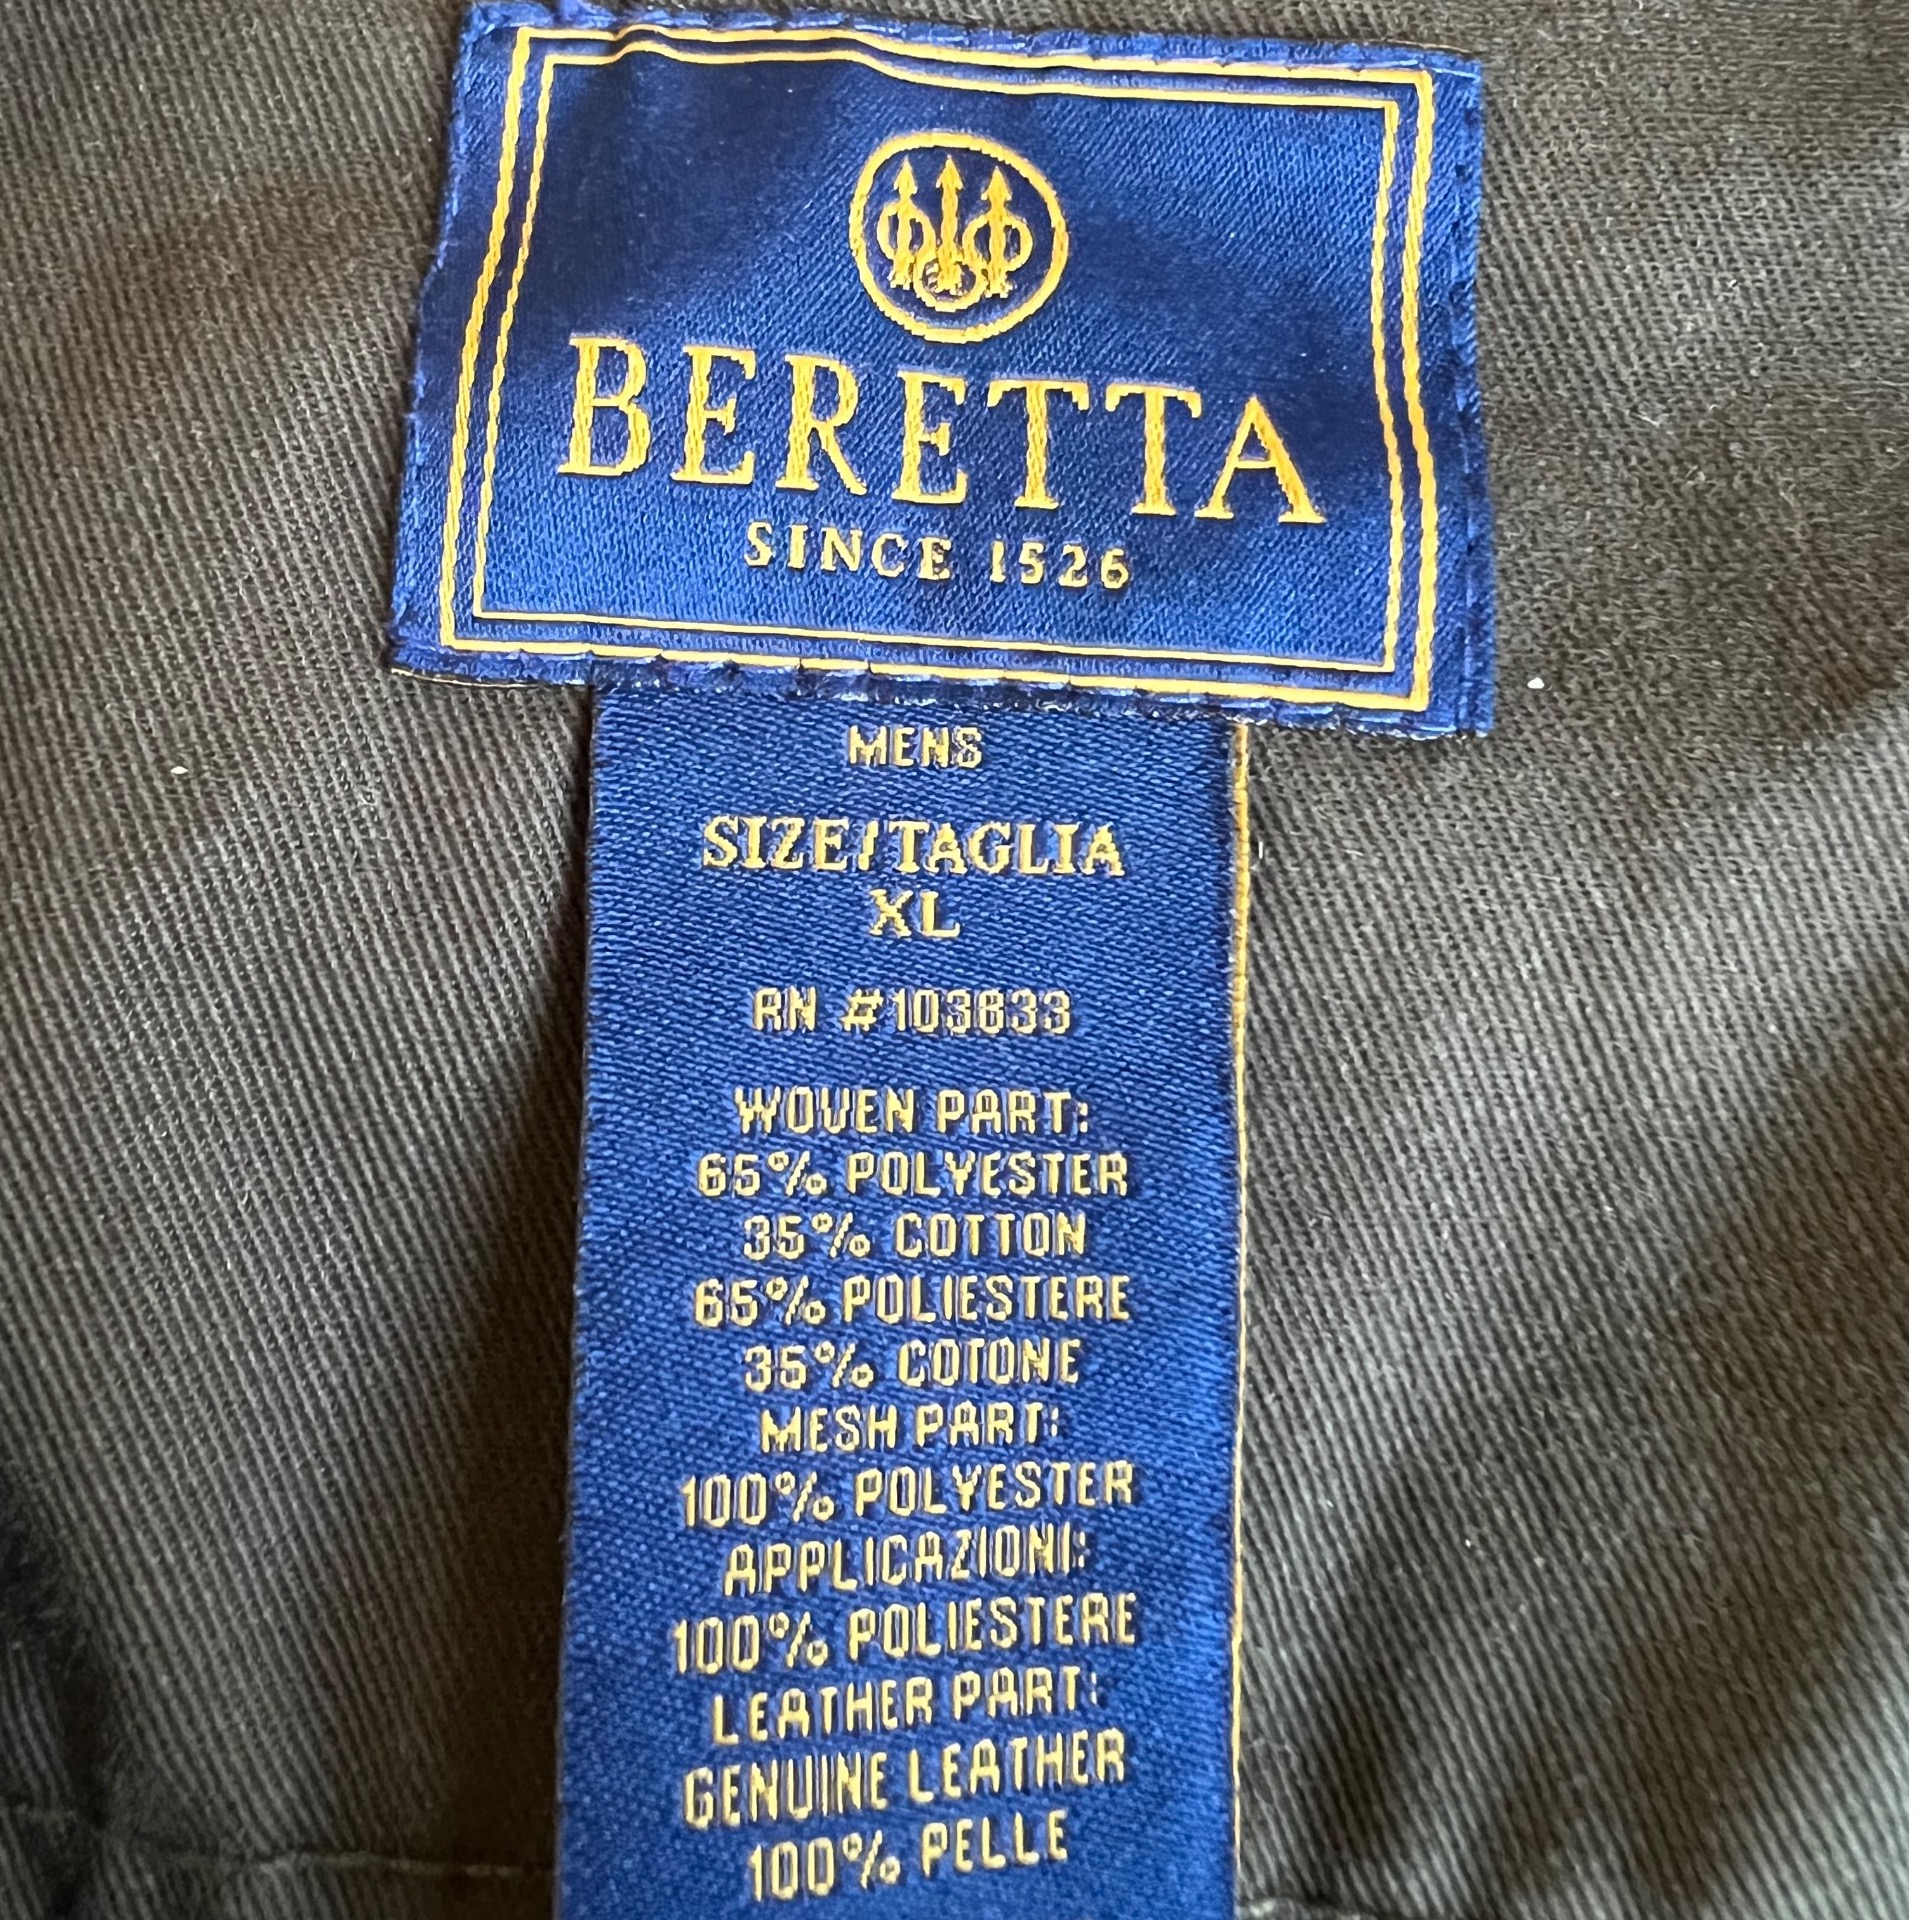 BERETTA
SINCE 1526
MENS
SIZE/TAGLIA
XL
RN #103633
WOVEN PART:
65% POLYESTER
35% COTTON
65% POLIESTERE
35% COTONE
MESH PART:
100% POLYESTER
APPLICAZIONI:
100% POLIESTERE
LEATHER PART:
GENUINE LEATHER
100% PELLE